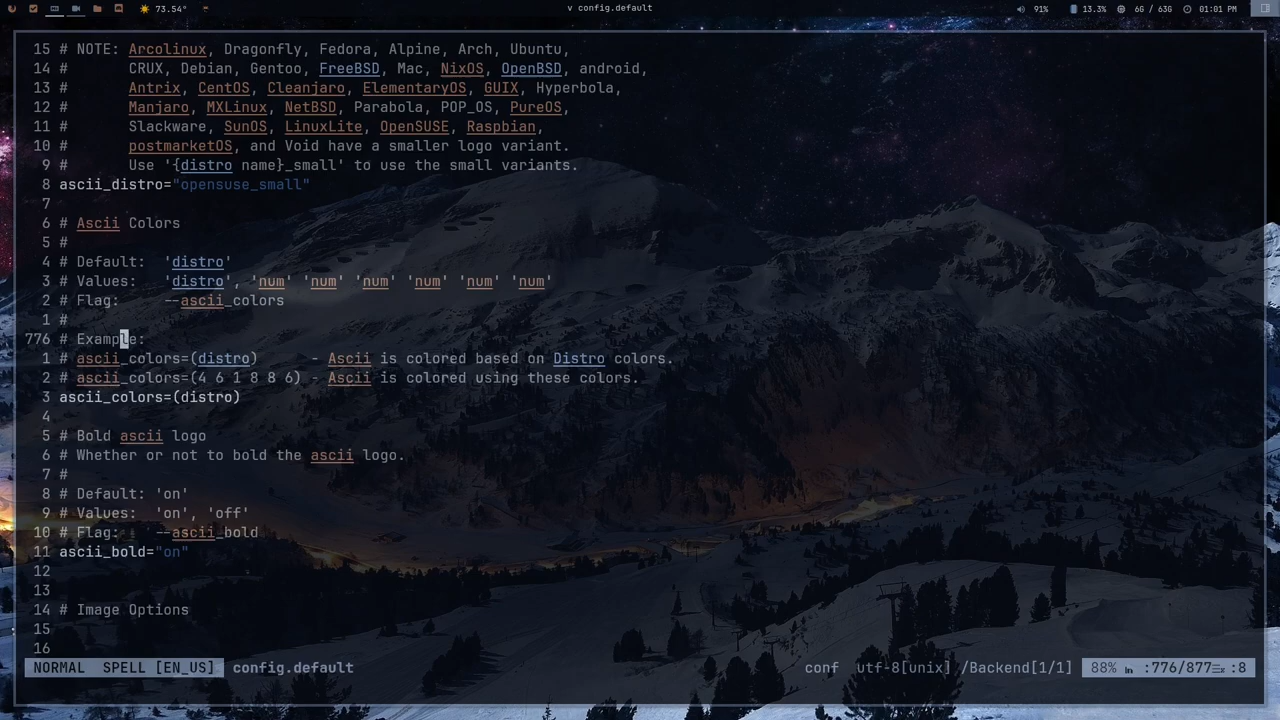 73.54°
v config.default
91% 13.3% 6G / 63G 01:01 PM
15 # NOTE: Arcolinux, Dragonfly, Fedora, Alpine, Arch, Ubuntu,
14 #       CRUX, Debian, Gentoo, FreeBSD, Mac, NixOS, OpenBSD, android,
13 #       Antrix, CentOS, Cleanjaro, ElementaryOS, GUIX, Hyperbola,
12 #       Manjaro, MXLinux, NetBSD, Parabola, POP_OS, PureOS,
11 #       Slackware, SunOS, LinuxLite, OpenSUSE, Raspbian,
10 #       postmarketOS, and Void have a smaller logo variant.
9 #       Use '{distro name}_small' to use the small variants.
8 ascii_distro="opensuse_small"
7
6 # Ascii Colors
5 #
4 # Default:  'distro'
3 # Values:   'distro', 'num' 'num' 'num' 'num' 'num' 'num'
2 # Flag:     --ascii_colors
1 #
776 # Example:
1 # ascii_colors=(distro)      - Ascii is colored based on Distro colors.
2 # ascii_colors=(4 6 1 8 8 6) - Ascii is colored using these colors.
3 ascii_colors=(distro)
4
5 # Bold ascii logo
6 # Whether or not to bold the ascii logo.
7 #
8 # Default: 'on'
9 # Values:  'on', 'off'
10 # Flag:    --ascii_bold
11 ascii_bold="on"
12
13
14 # Image Options
15
16
NORMAL  SPELL [EN_US]  config.default  conf  utf-8[unix] /Backend[1/1]  88% ln :776/877☰ :8